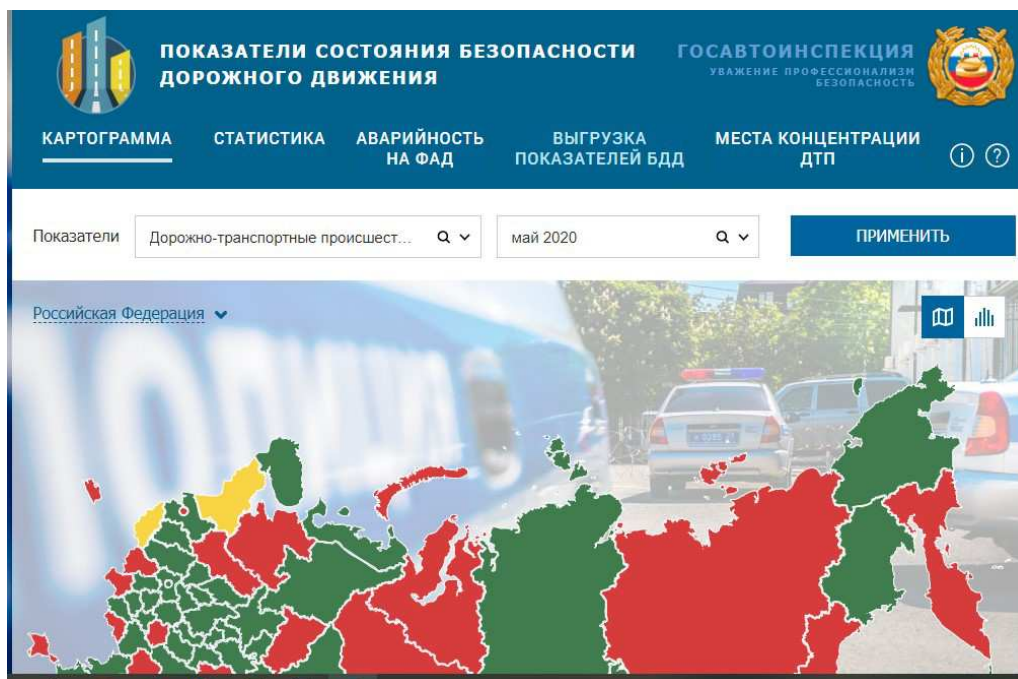 ПОКАЗАТЕЛИ СОСТОЯНИЯ БЕЗОПАСНОСТИ
ДОРОЖНОГО ДВИЖЕНИЯ
ГОСАВТОИНСПЕКЦИЯ
УВАЖЕНИЕ ПРОФЕССИОНАЛИЗМ
БЕЗОПАСНОСТЬ
КАРТОГРАММА
СТАТИСТИКА
АВАРИЙНОСТЬ
НА ФАД
ВЫГРУЗКА
ПОКАЗАТЕЛЕЙ БДД
МЕСТА КОНЦЕНТРАЦИИ
ДТП
Показатели
Дорожно-транспортные происшест...
май 2020
ПРИМЕНИТЬ
Российская Федерация
ПОЛИЦИЯ